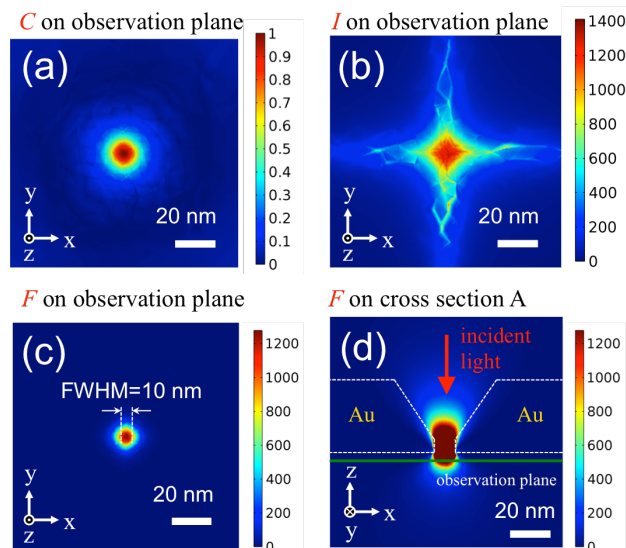 C on observation plane
I on observation plane
(a)
y
z
x
20 nm
1
0.9
0.8
0.7
0.6
0.5
0.4
0.3
0.2
0.1
0
(b)
y
z
x
20 nm
1400
1200
1000
800
600
400
200
0
F on observation plane
F on cross section A
(c)
FWHM=10 nm
y
z
x
20 nm
1200
1000
800
600
400
200
0
(d)
incident
light
Au
Au
observation plane
z
y
x
20 nm
1200
1000
800
600
400
200
0